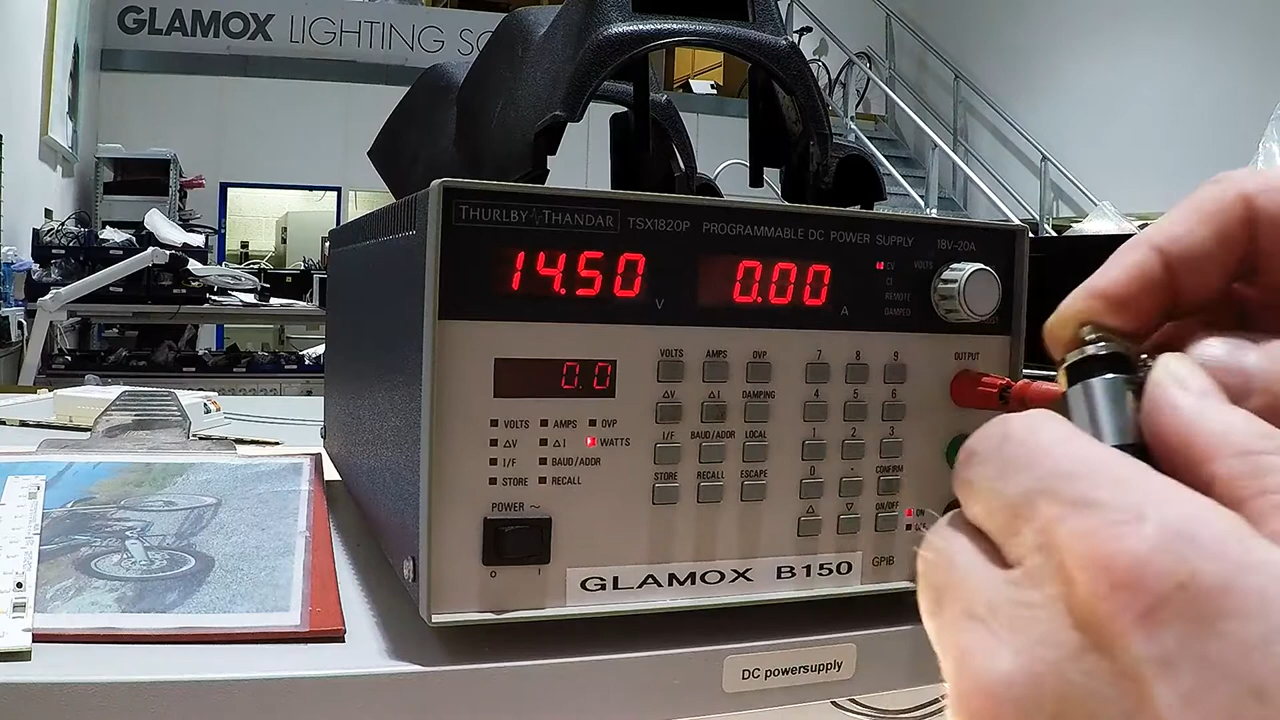 GLAMOX LIGHTING SO
THURLBY THANDAR TSX1820P PROGRAMMABLE DC POWER SUPPLY 18V-20A
14.50 V 0.00 A
CV VOLTS
CI
REMOTE
DAMPED
0.0
VOLTS AMPS OVP
ΔV ΔI WATTS
I/F BAUD/ADDR
STORE RECALL
POWER ~
O I
VOLTS AMPS OVP 7 8 9
ΔV ΔI DAMPING 4 5 6
I/F BAUD/ADDR LOCAL 1 2 3
STORE RECALL ESCAPE 0 . CONFIRM
△ ▽ ON/OFF
ON
OUTPUT
GLAMOX B150
GPIB
DC powersupply